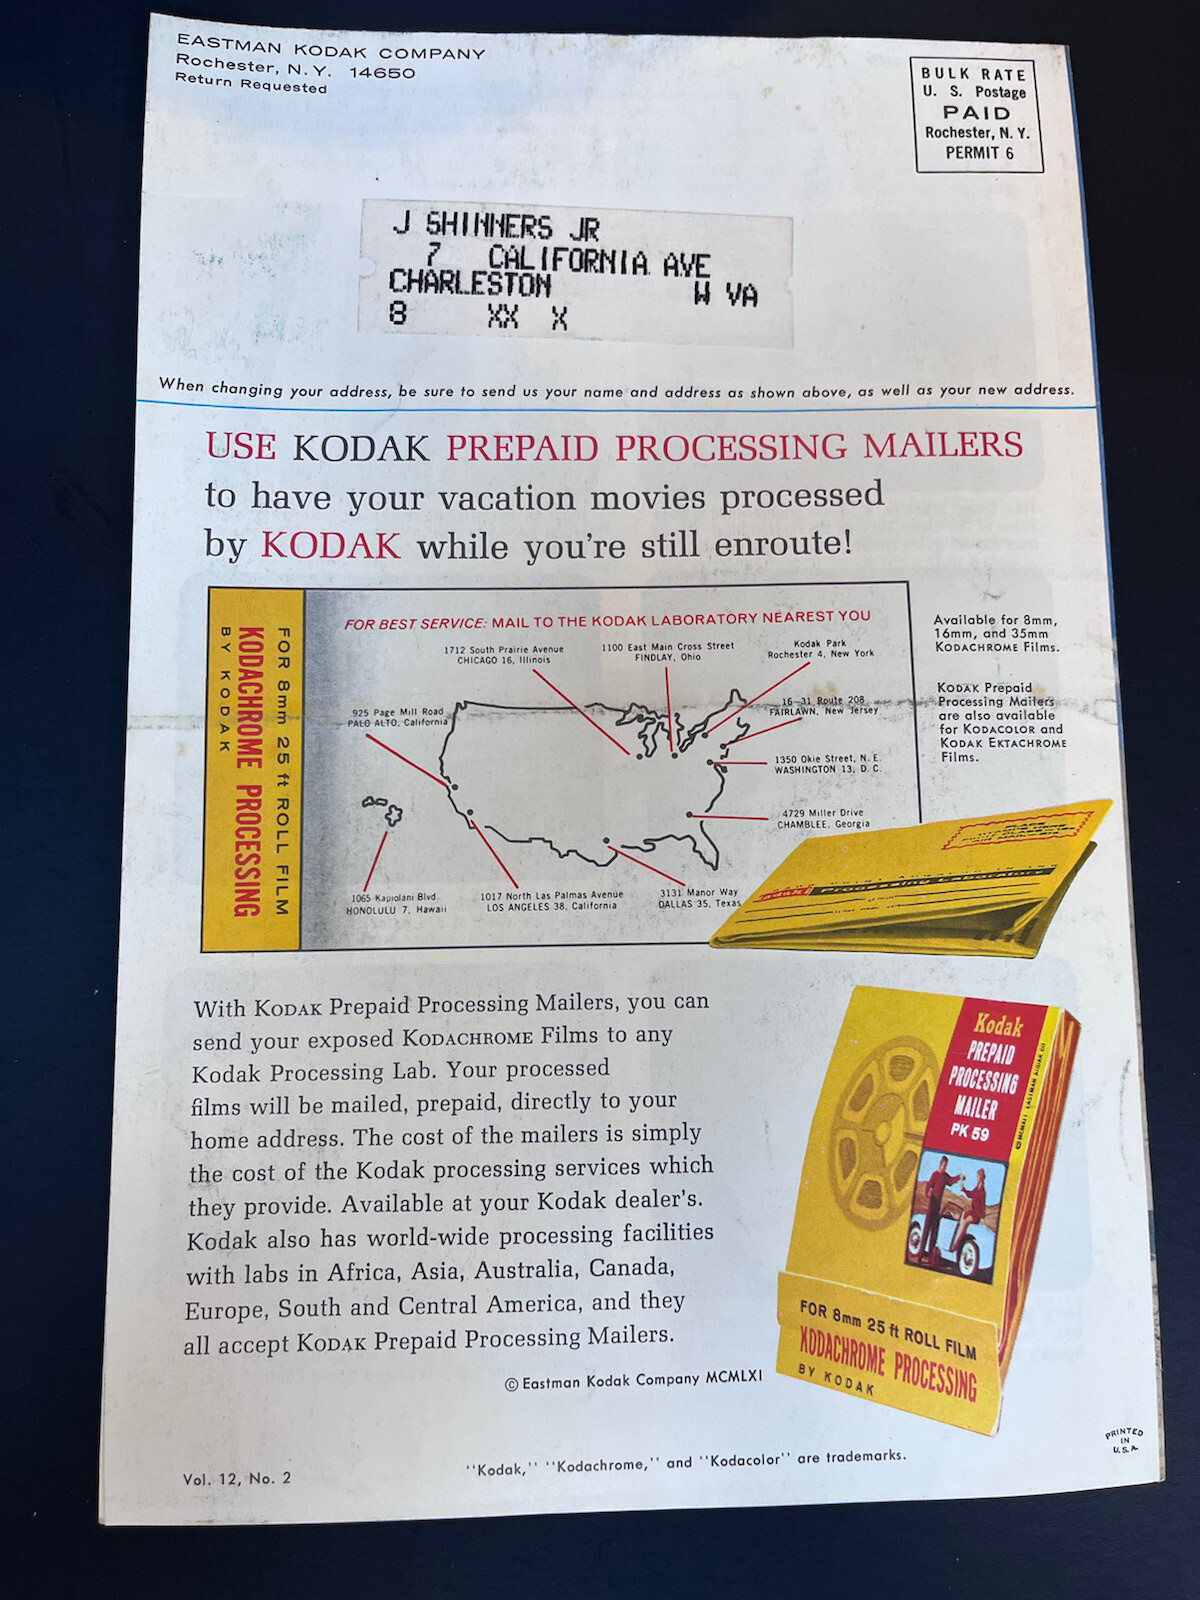 EASTMAN KODAK COMPANY
Rochester, N. Y. 14650
Return Requested
BULK RATE
U. S. Postage
PAID
Rochester, N. Y.
PERMIT 6
J SHINNERS JR
7 CALIFORNIA AVE
CHARLESTON W VA
8 XX X
When changing your address, be sure to send us your name and address as shown above, as well as your new address.
USE KODAK PREPAID PROCESSING MAILERS
to have your vacation movies processed
by KODAK while you're still enroute!
FOR 8mm 25 ft ROLL FILM
KODACHROME PROCESSING
BY KODAK
FOR BEST SERVICE: MAIL TO THE KODAK LABORATORY NEAREST YOU
1712 South Prairie Avenue
CHICAGO 16, Illinois
1100 East Main Cross Street
FINDLAY, Ohio
Kodak Park
Rochester 4, New York
925 Page Mill Road
PALO ALTO, California
16-31 Route 208
FAIRLAWN, New Jersey
1350 Okie Street, N. E.
WASHINGTON 13, D. C.
4729 Miller Drive
CHAMBLEE, Georgia
1065 Kapiolani Blvd.
HONOLULU 7, Hawaii
1017 North Las Palmas Avenue
LOS ANGELES 38, California
3131 Manor Way
DALLAS 35, Texas
Available for 8mm,
16mm, and 35mm
KODACHROME Films.
KODAK Prepaid
Processing Mailers
are also available
for KODACOLOR and
KODAK EKTACHROME
Films.
Kodak Processing Laboratory
With KODAK Prepaid Processing Mailers, you can
send your exposed KODACHROME Films to any
Kodak Processing Lab. Your processed
films will be mailed, prepaid, directly to your
home address. The cost of the mailers is simply
the cost of the Kodak processing services which
they provide. Available at your Kodak dealer's.
Kodak also has world-wide processing facilities
with labs in Africa, Asia, Australia, Canada,
Europe, South and Central America, and they
all accept KODAK Prepaid Processing Mailers.
© Eastman Kodak Company MCMLXI
Kodak
PREPAID
PROCESSING
MAILER
PK 59
FOR 8mm 25 ft ROLL FILM
KODACHROME PROCESSING
BY KODAK
PRINTED
IN
U.S.A.
Vol. 12, No. 2
"Kodak," "Kodachrome," and "Kodacolor" are trademarks.